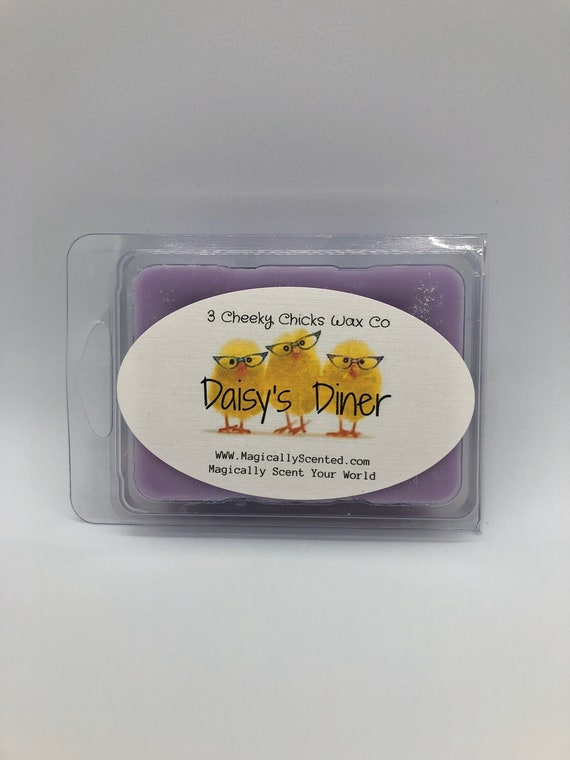 3 Cheeky Chicks Wax Co
Daisy's Diner
WWW.MagicallyScented.com
Magically Scent Your World